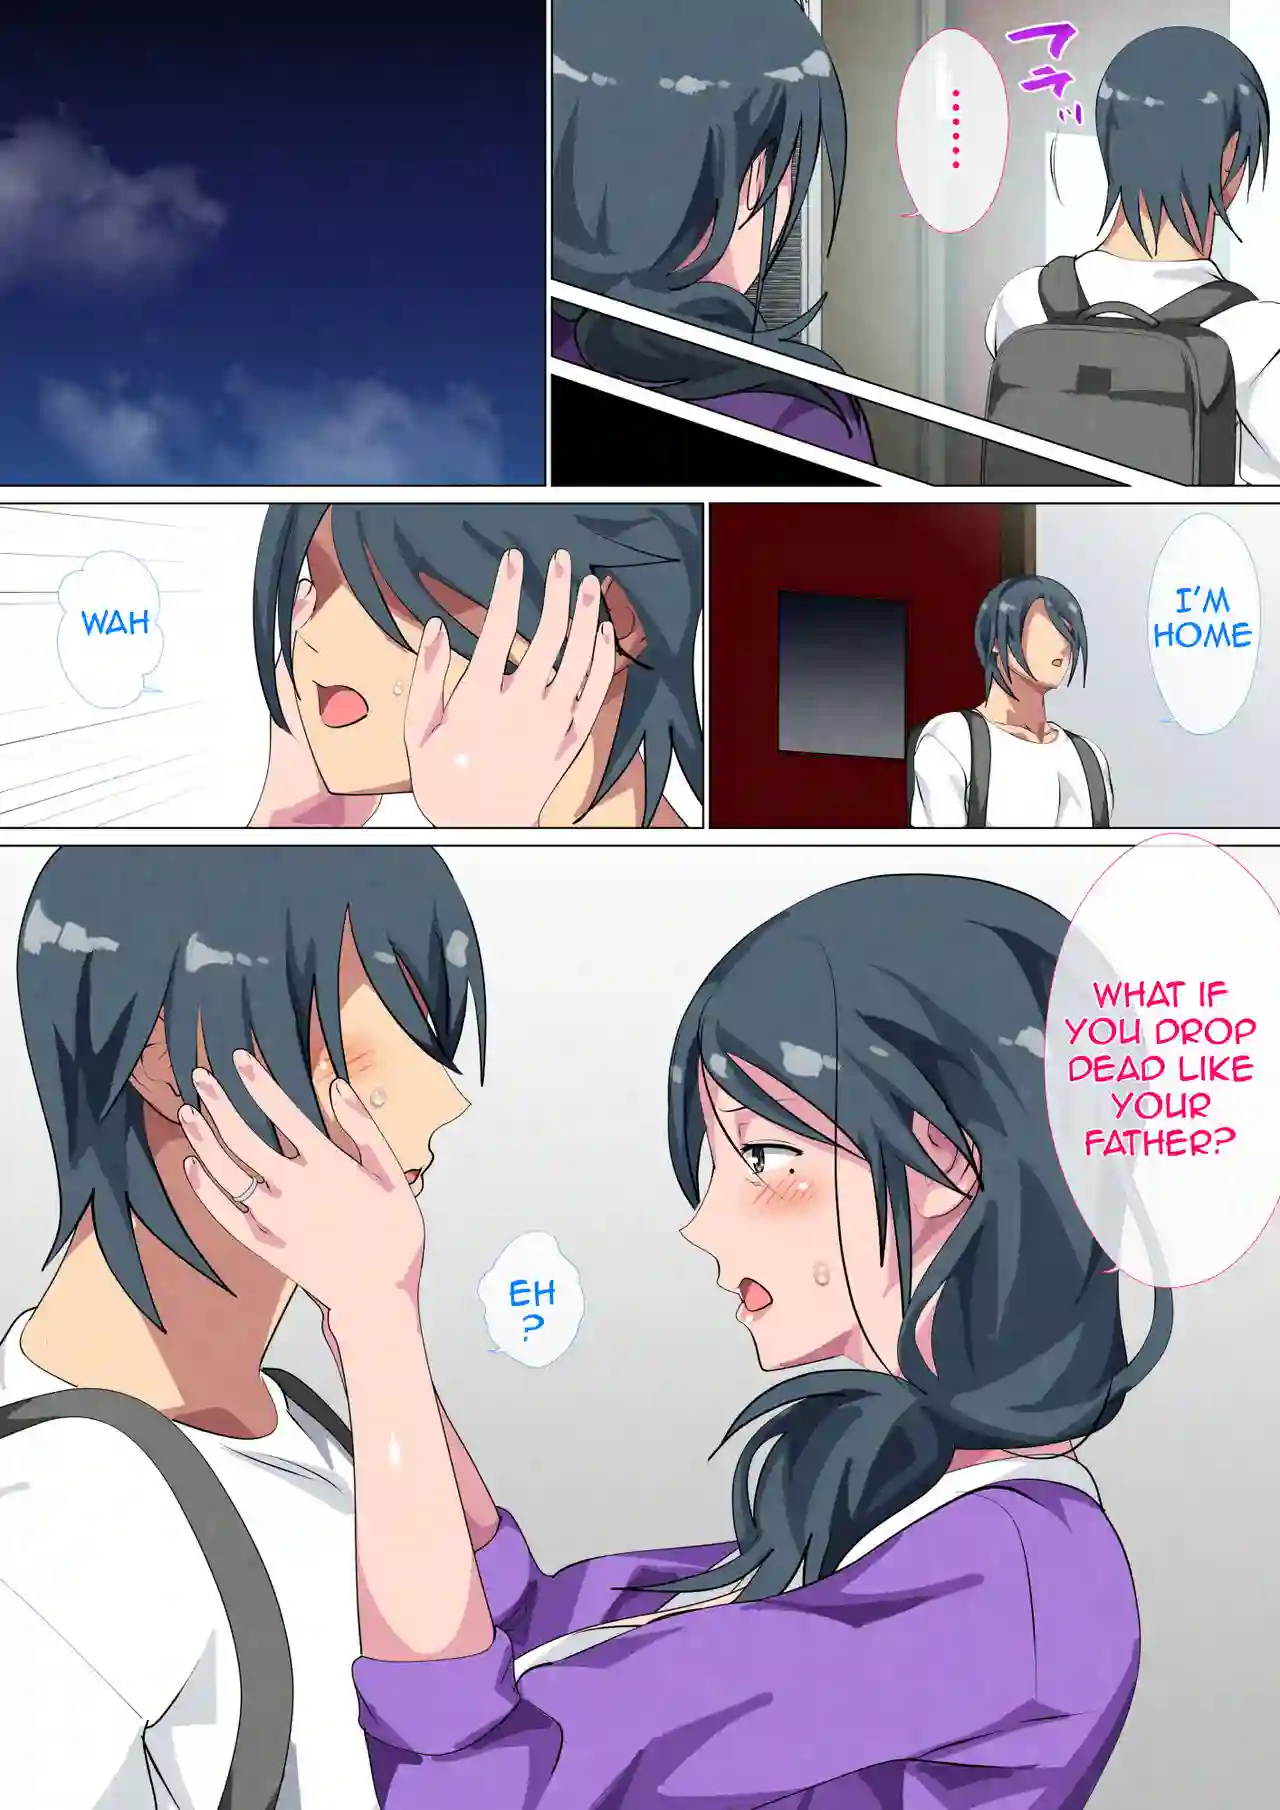 フラッ
.......
I'M
HOME
WAH
WHAT IF
YOU DROP
DEAD LIKE
YOUR
FATHER?
EH
?